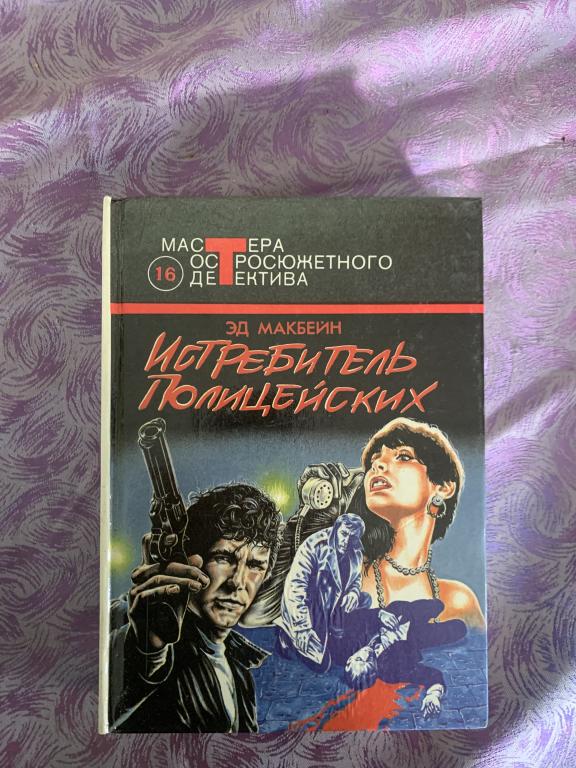 МАСТЕРА
16 ОСТРОСЮЖЕТНОГО
ДЕТЕКТИВА
ЭД МАКБЕЙН
ИСТРЕБИТЕЛЬ
ПОЛИЦЕЙСКИХ